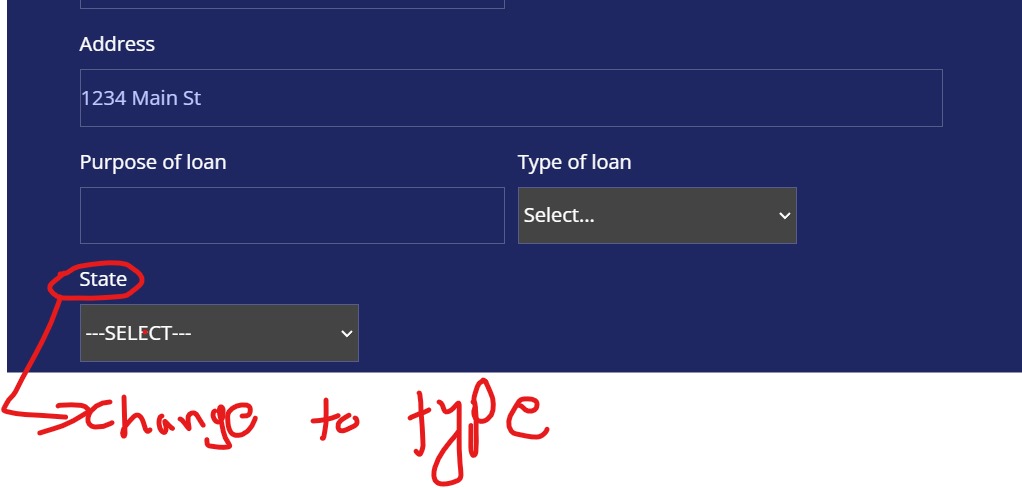 Address
1234 Main St
Purpose of loan Type of loan
Select...
State
---SELECT---
change to type